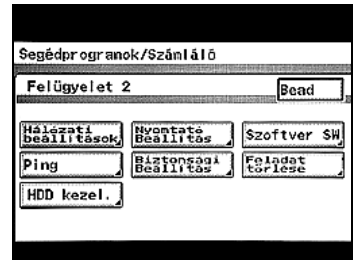 Segédprogramok/Számláló
Felügyelet 2
Bead
Hálózati beállítások
Nyomtató Beállítás
Szoftver SW
Ping
Biztonsági Beállítás
Feladat törlése
HDD kezel.